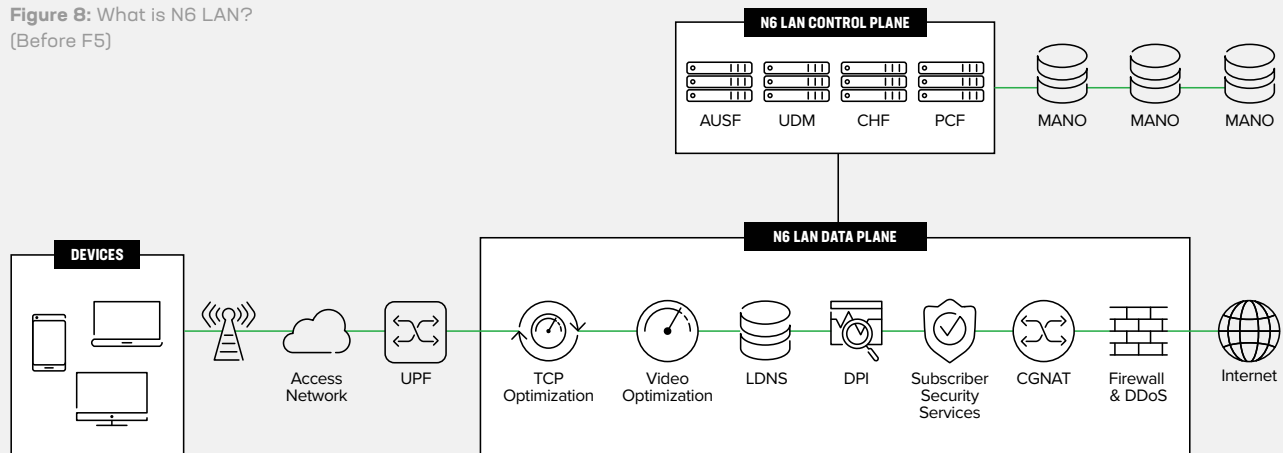 Figure 8: What is N6 LAN?
(Before F5)
N6 LAN CONTROL PLANE
AUSF
UDM
CHF
PCF
MANO
MANO
MANO
N6 LAN DATA PLANE
DEVICES
Access
Network
UPF
TCP
Optimization
Video
Optimization
LDNS
DPI
Subscriber
Security
Services
CGNAT
Firewall
& DDoS
Internet